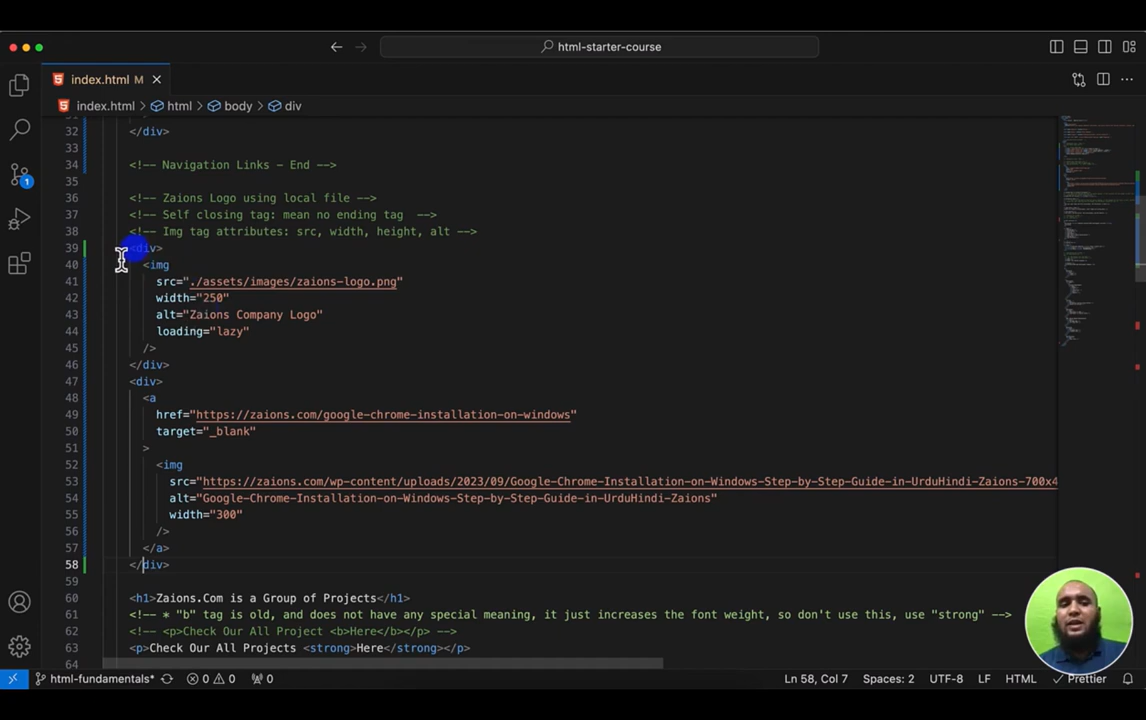 html-starter-course
index.html M
index.html html body div
32 </div>
33
34 <!-- Navigation Links - End -->
35
36 <!-- Zaions Logo using local file -->
37 <!-- Self closing tag: mean no ending tag  -->
38 <!-- Img tag attributes: src, width, height, alt -->
39 <div>
40 <img
41 src="./assets/images/zaions-logo.png"
42 width="250"
43 alt="Zaions Company Logo"
44 loading="lazy"
45 />
46 </div>
47 <div>
48 <a
49 href="https://zaions.com/google-chrome-installation-on-windows"
50 target="_blank"
51 >
52 <img
53 src="https://zaions.com/wp-content/uploads/2023/09/Google-Chrome-Installation-on-Windows-Step-by-Step-Guide-in-UrduHindi-Zaions-700x4
54 alt="Google-Chrome-Installation-on-Windows-Step-by-Step-Guide-in-UrduHindi-Zaions"
55 width="300"
56 />
57 </a>
58 </div>
59
60 <h1>Zaions.Com is a Group of Projects</h1>
61 <!-- * "b" tag is old, and does not have any special meaning, it just increases the font weight, so don't use this, use "strong" -->
62 <!-- <p>Check Our All Project <b>Here</b></p> -->
63 <p>Check Our All Projects <strong>Here</strong></p>
64
1
html-fundamentals* 0 0 0 Ln 58, Col 7 Spaces: 2 UTF-8 LF HTML Prettier